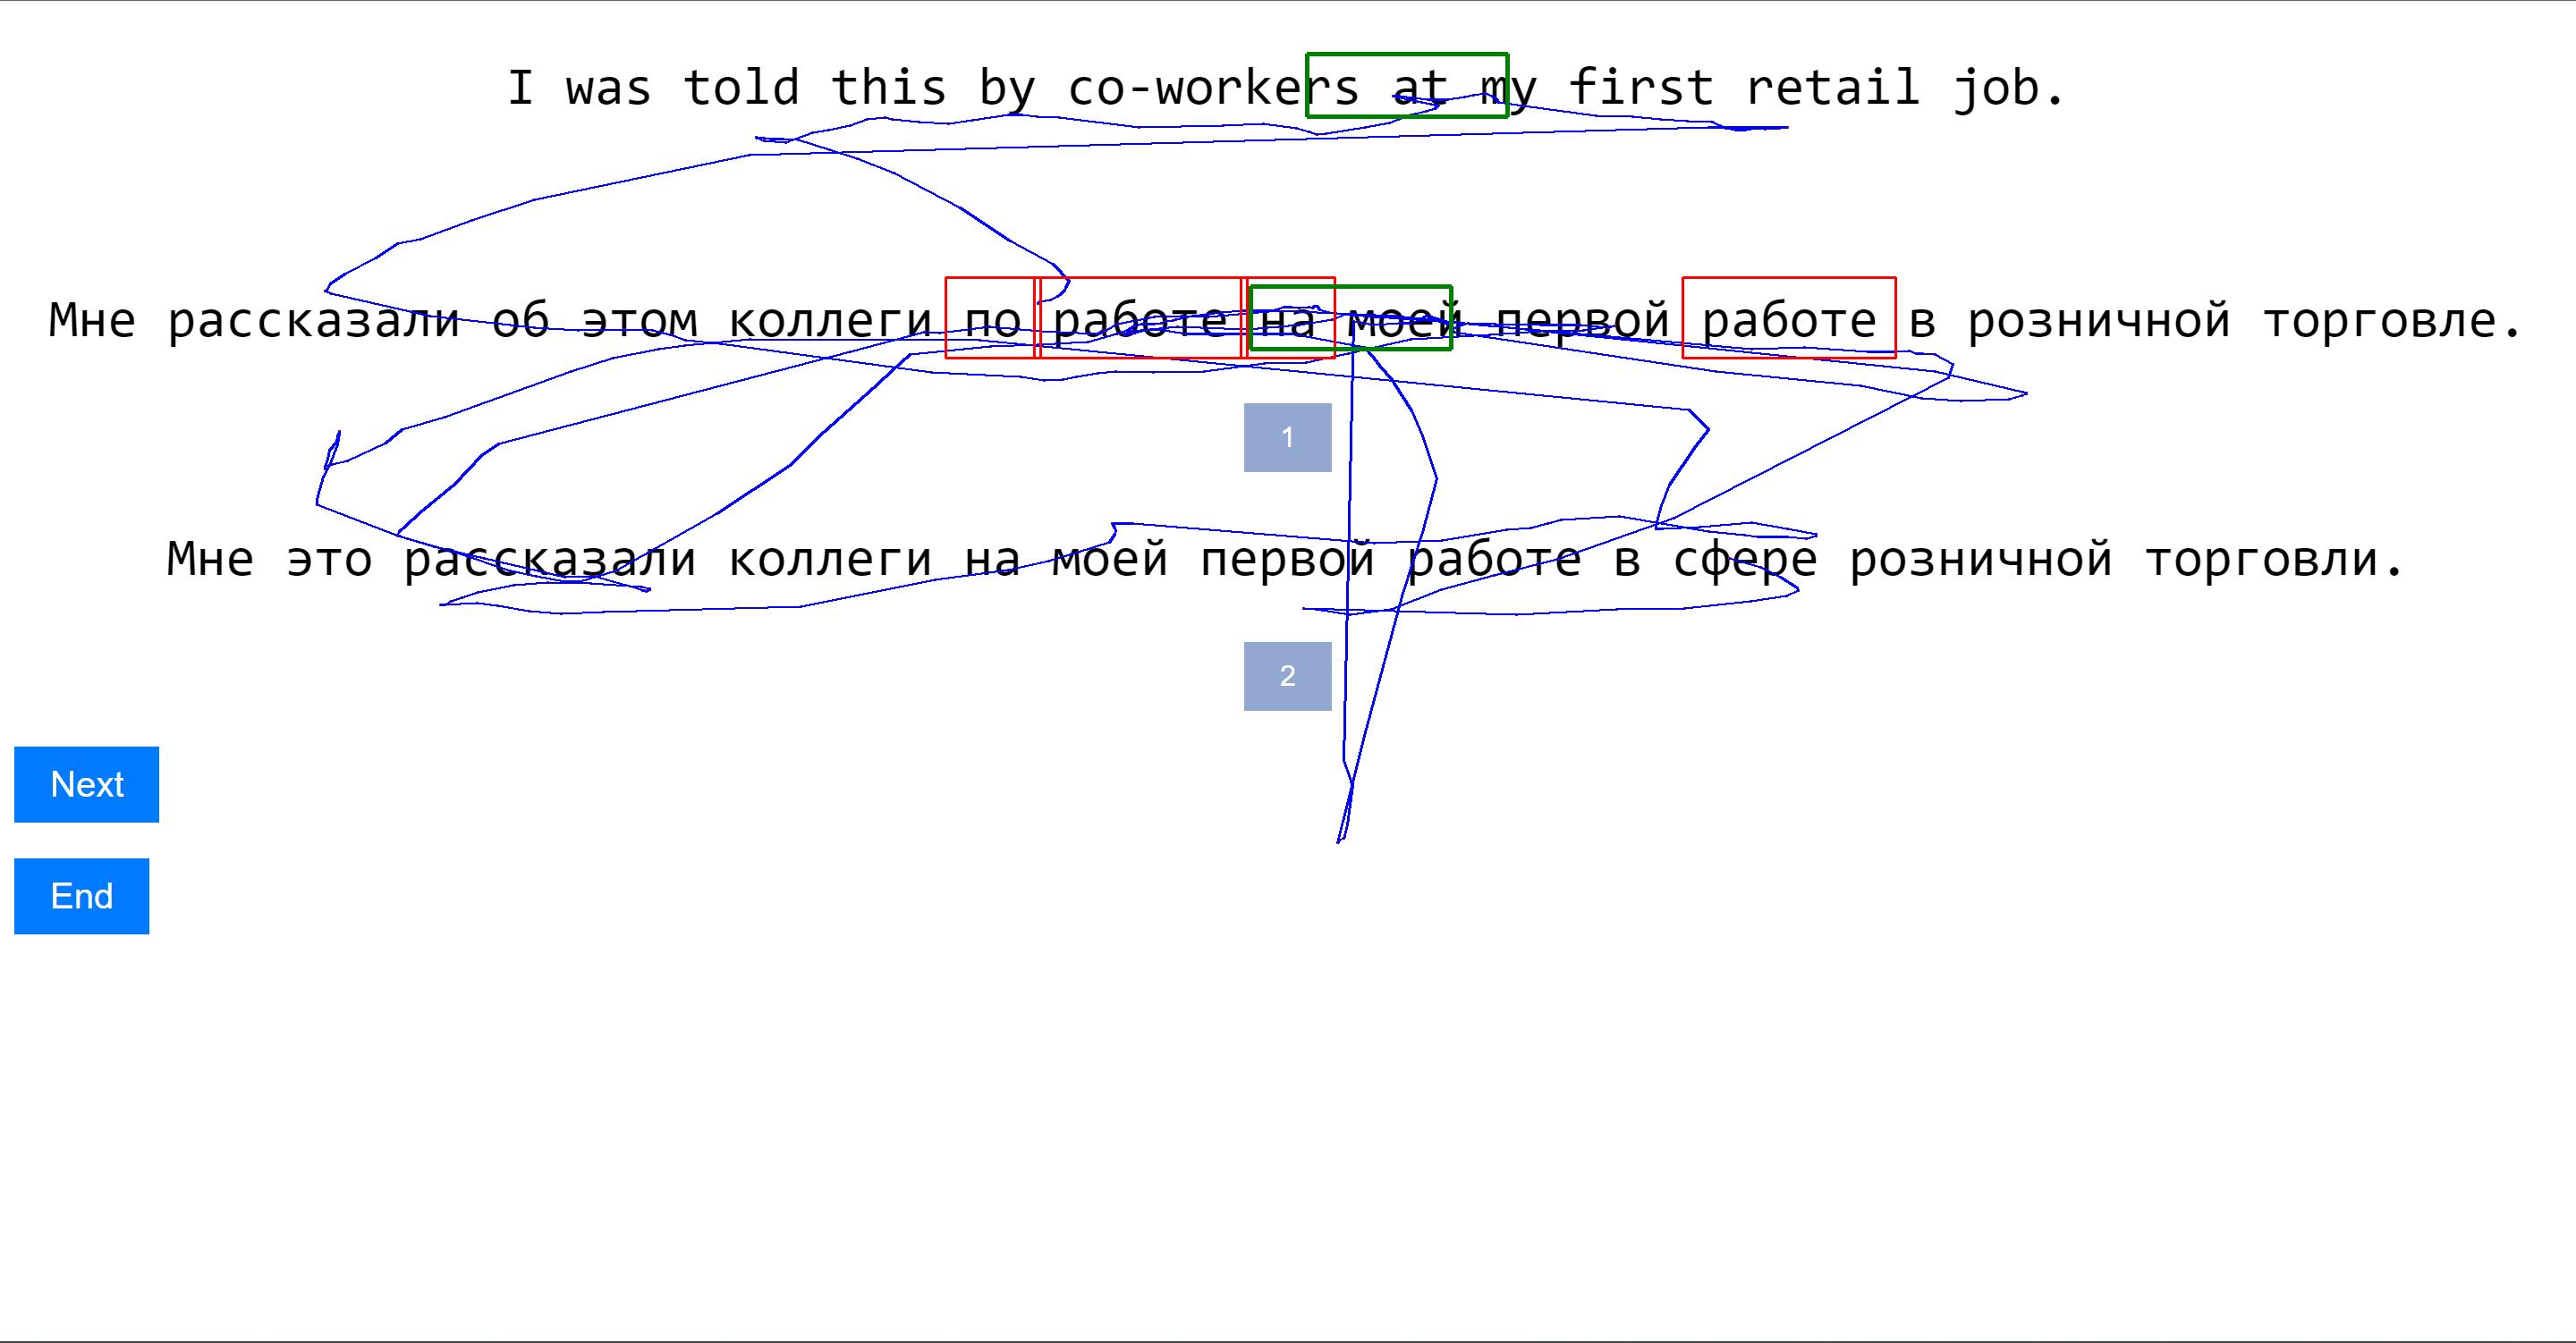 I was told this by co-workers at my first retail job.
Мне рассказали об этом коллеги по работе на моей первой работе в розничной торговле.
1
Мне это рассказали коллеги на моей первой работе в сфере розничной торговли.
2
Next
End